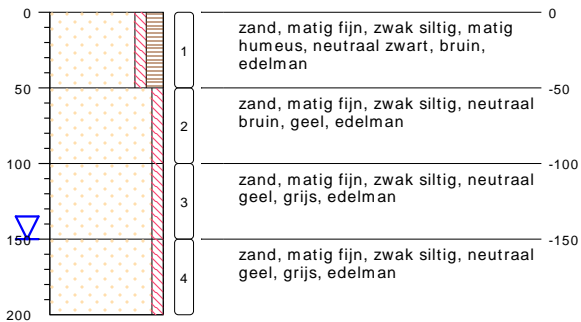 0
50
100
150
200
1
2
3
4
zand, matig fijn, zwak siltig, matig
humeus, neutraal zwart, bruin,
edelman
zand, matig fijn, zwak siltig, neutraal
bruin, geel, edelman
zand, matig fijn, zwak siltig, neutraal
geel, grijs, edelman
zand, matig fijn, zwak siltig, neutraal
geel, grijs, edelman
0
-50
-100
-150